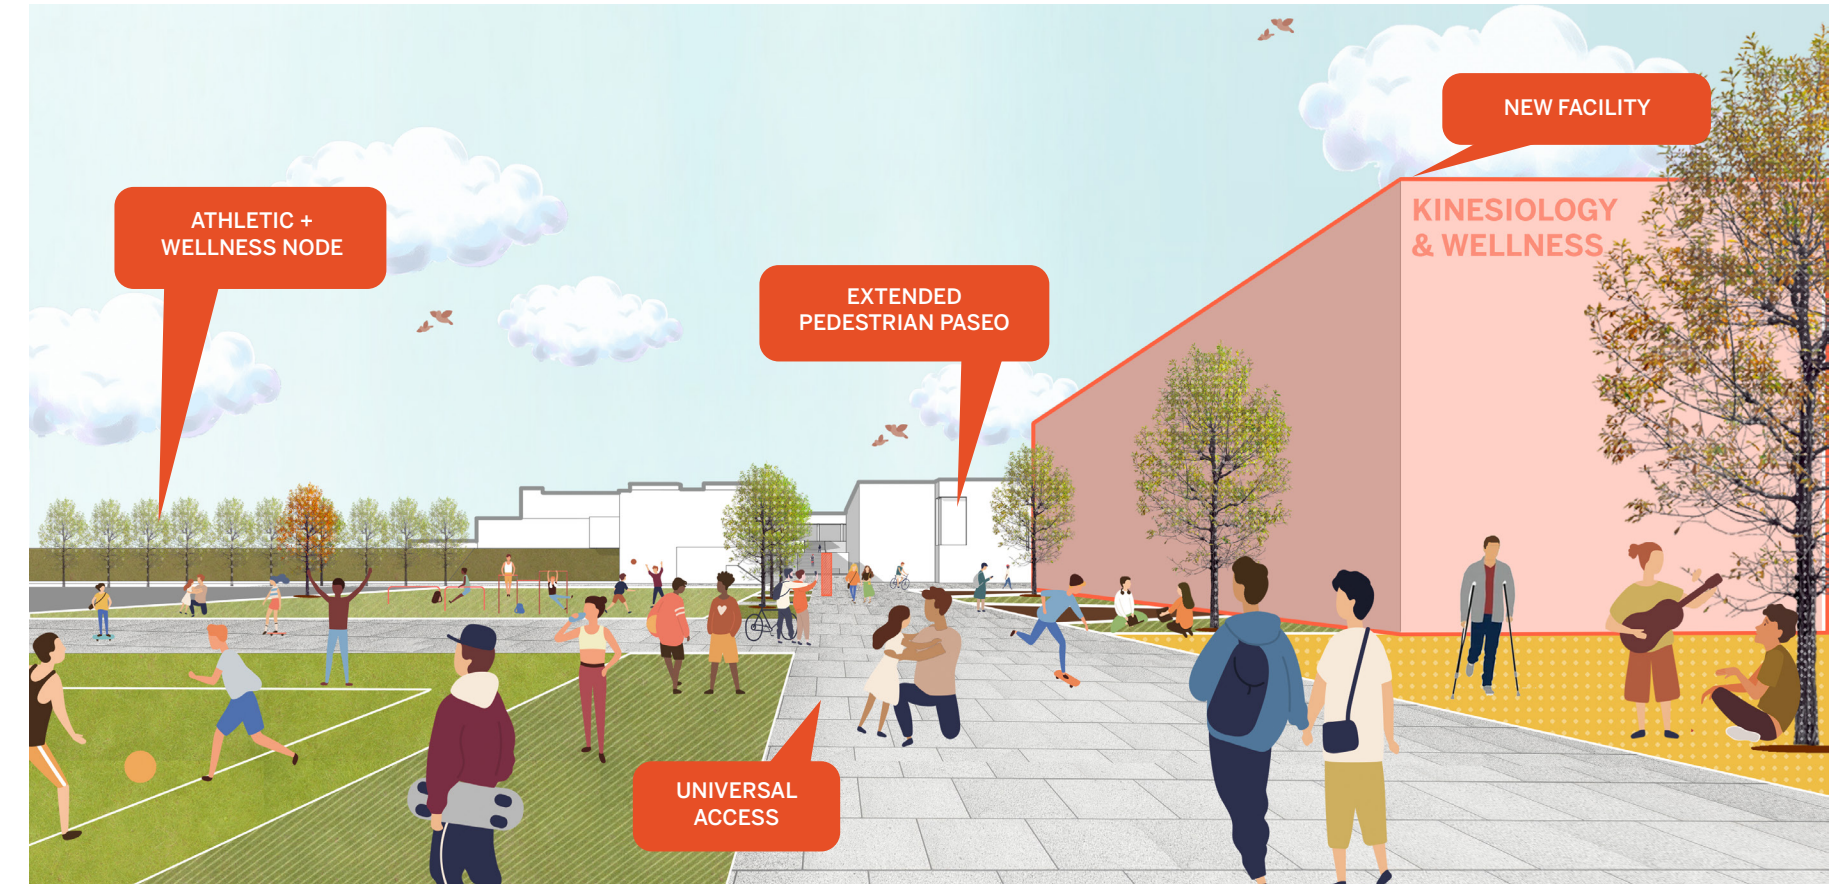 NEW FACILITY
KINESIOLOGY
& WELLNESS
ATHLETIC +
WELLNESS NODE
EXTENDED
PEDESTRIAN PASEO
UNIVERSAL
ACCESS